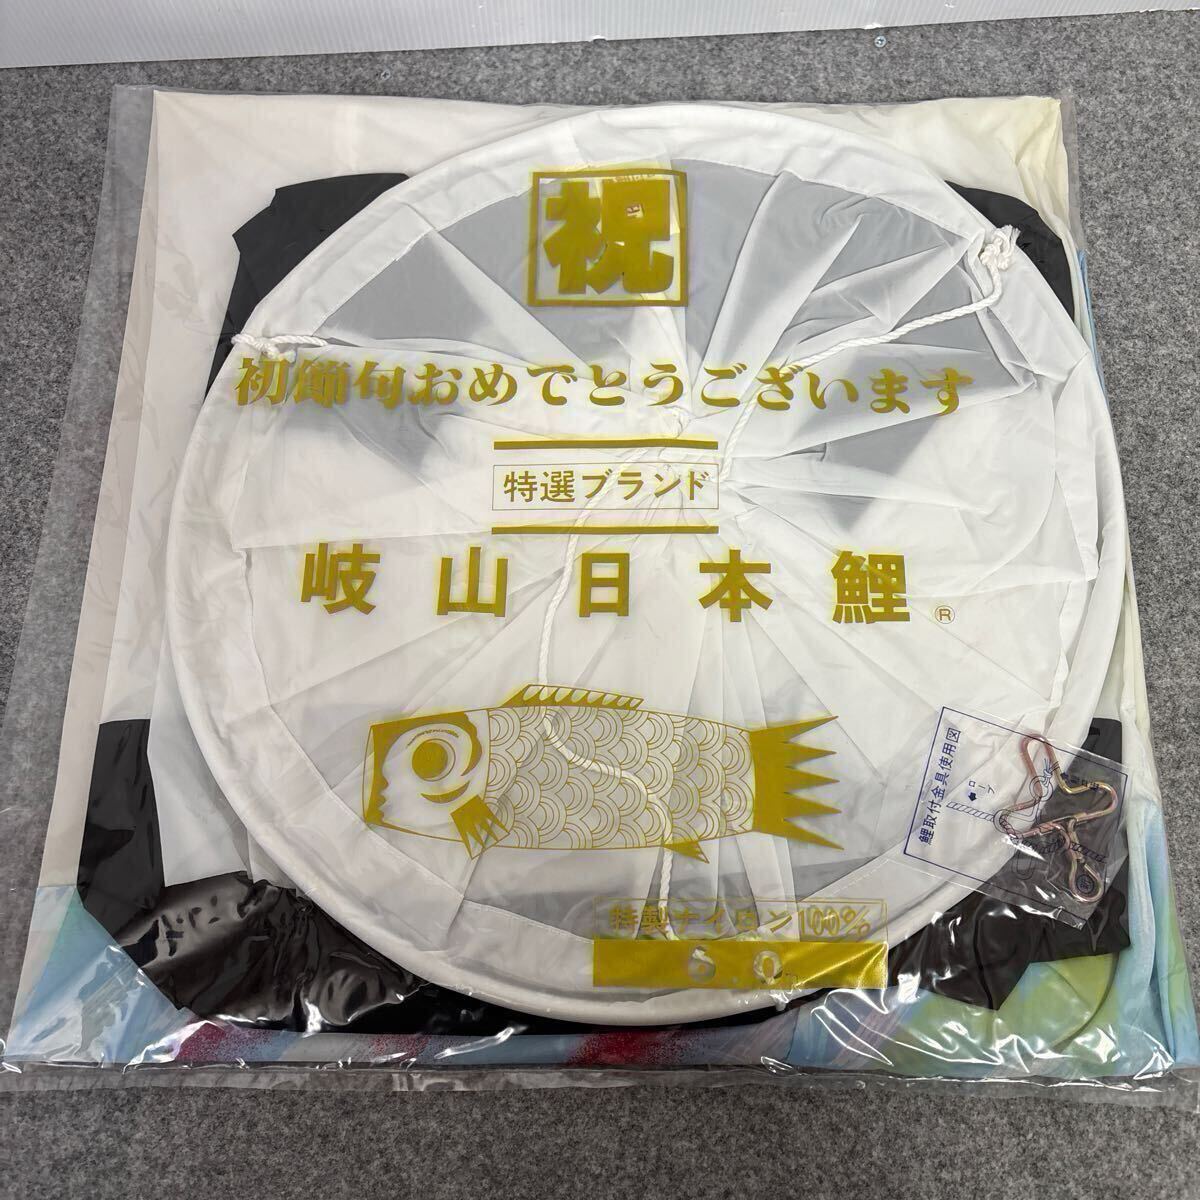 祝
初節句おめでとうございます
特選ブランド
岐山日本鯉®
鯉取付金具使用図
ロープ
特製ナイロン100%
6.0